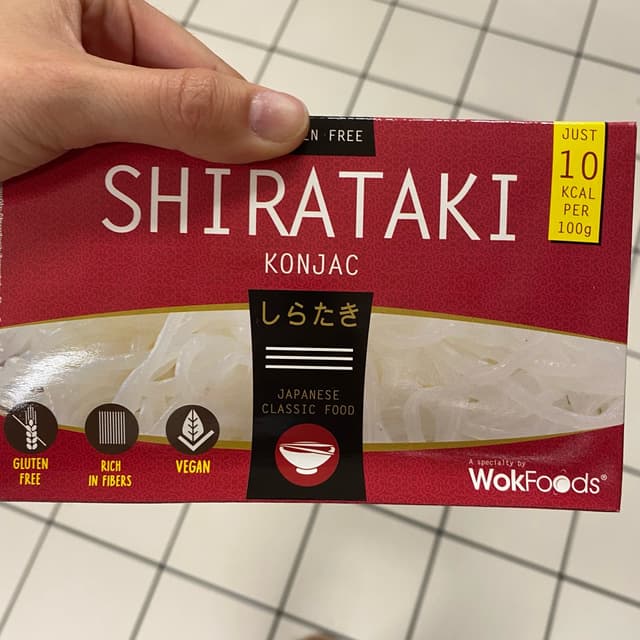 FREE
SHIRATAKI
KONJAC
JUST
10
KCAL
PER
100g
しらたき
JAPANESE
CLASSIC FOOD
GLUTEN
FREE
RICH
IN FIBERS
VEGAN
A specialty by
WokFoods®